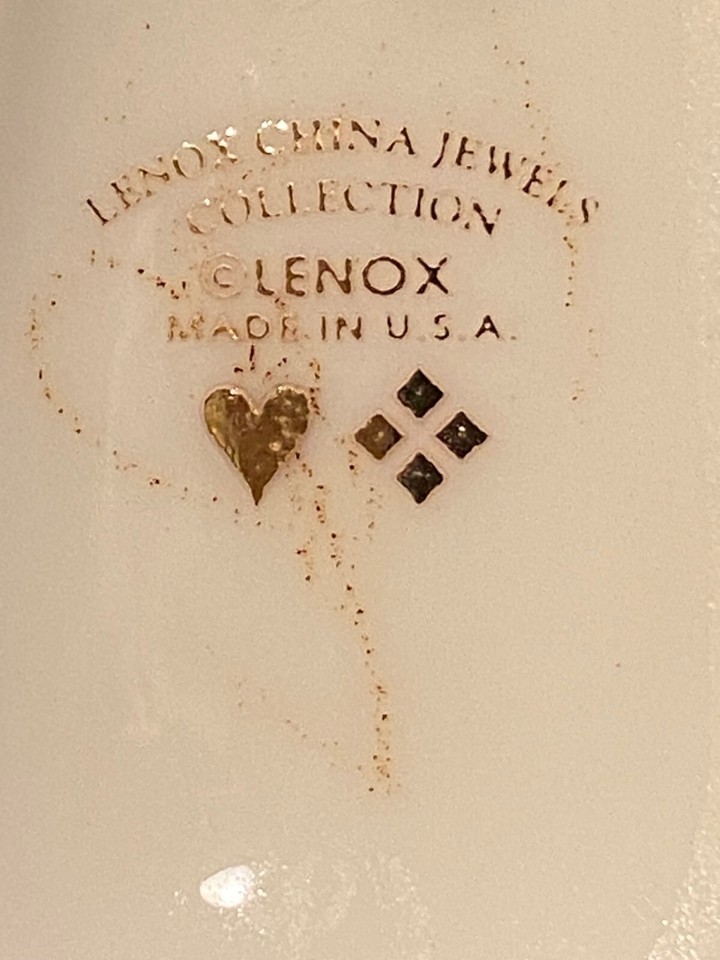 LENOX CHINA JEWELS
COLLECTION
©LENOX
MADE IN U.S.A.